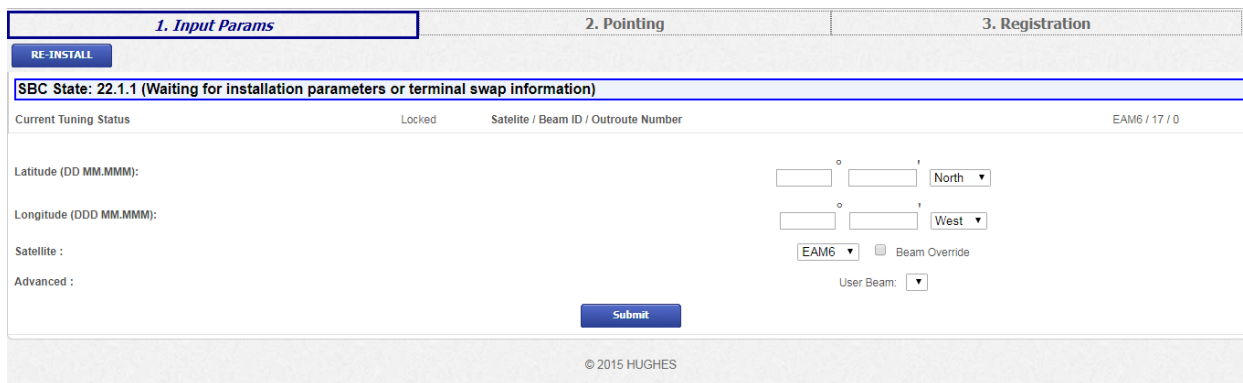 1. Input Params 2. Pointing 3. Registration
RE-INSTALL
SBC State: 22.1.1 (Waiting for installation parameters or terminal swap information)
Current Tuning Status Locked Satelite / Beam ID / Outroute Number EAM6 / 17 / 0
Latitude (DD MM.MMM): ° ' North
Longitude (DDD MM.MMM): ° ' West
Satellite : EAM6 Beam Override
Advanced : User Beam:
Submit
© 2015 HUGHES